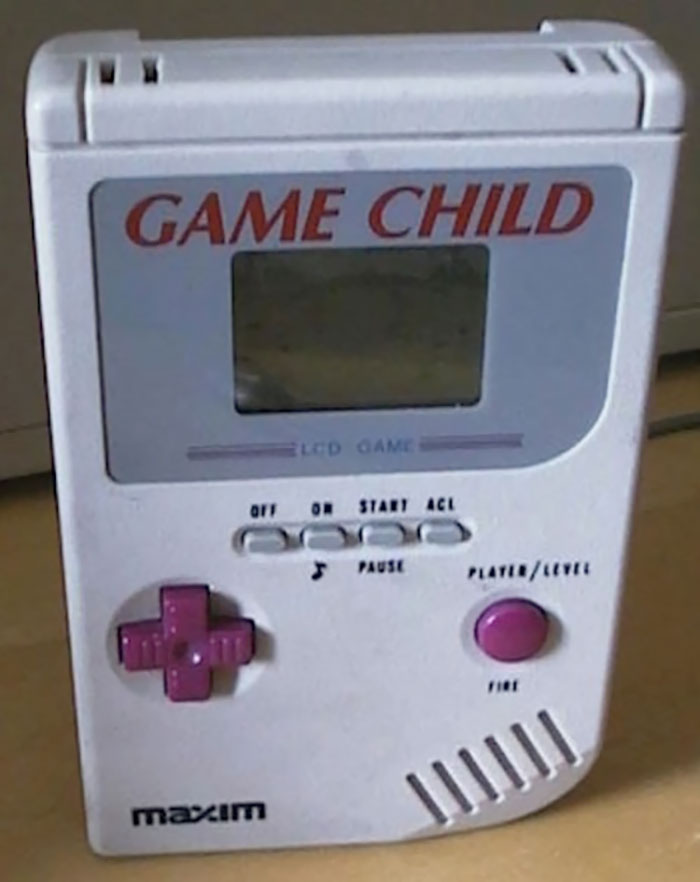 GAME CHILD
LCD GAME
OFF ON START ACL
PAUSE
PLAYER/LEVEL
FIRE
maxim